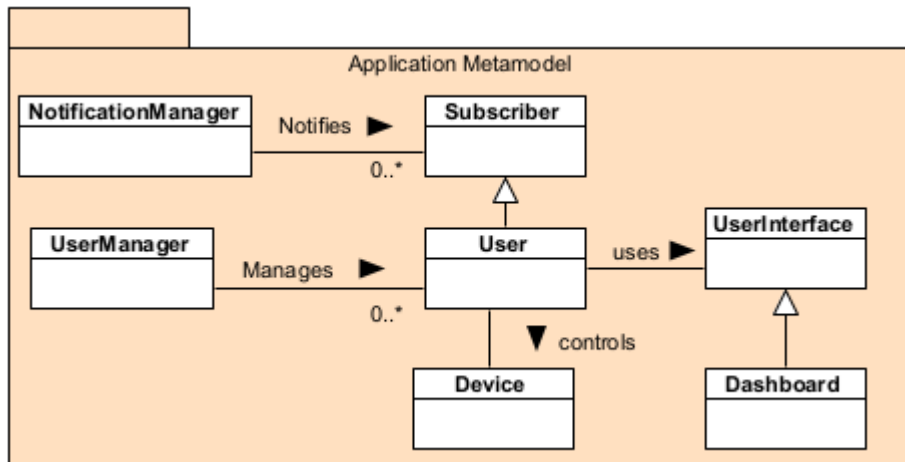 Application Metamodel
NotificationManager
Notifies
0..*
Subscriber
UserManager
Manages
0..*
User
uses
UserInterface
controls
Device
Dashboard